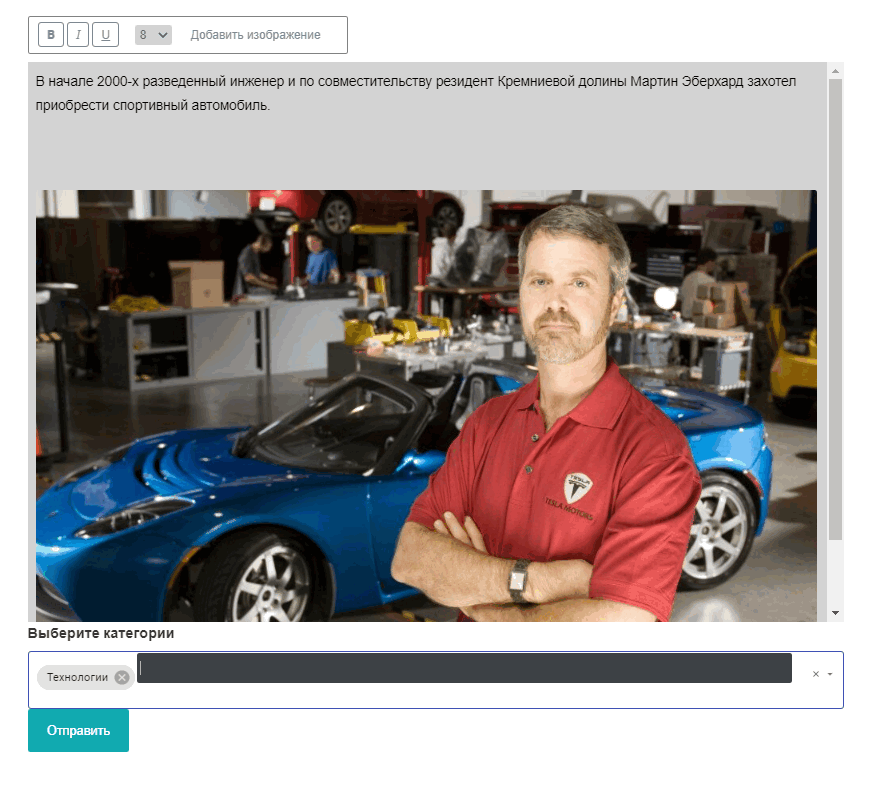 B I U 8 Добавить изображение
В начале 2000-х разведенный инженер и по совместительству резидент Кремниевой долины Мартин Эберхард захотел
приобрести спортивный автомобиль.
TESLA
TESLA MOTORS
Выберите категории
Технологии
Отправить